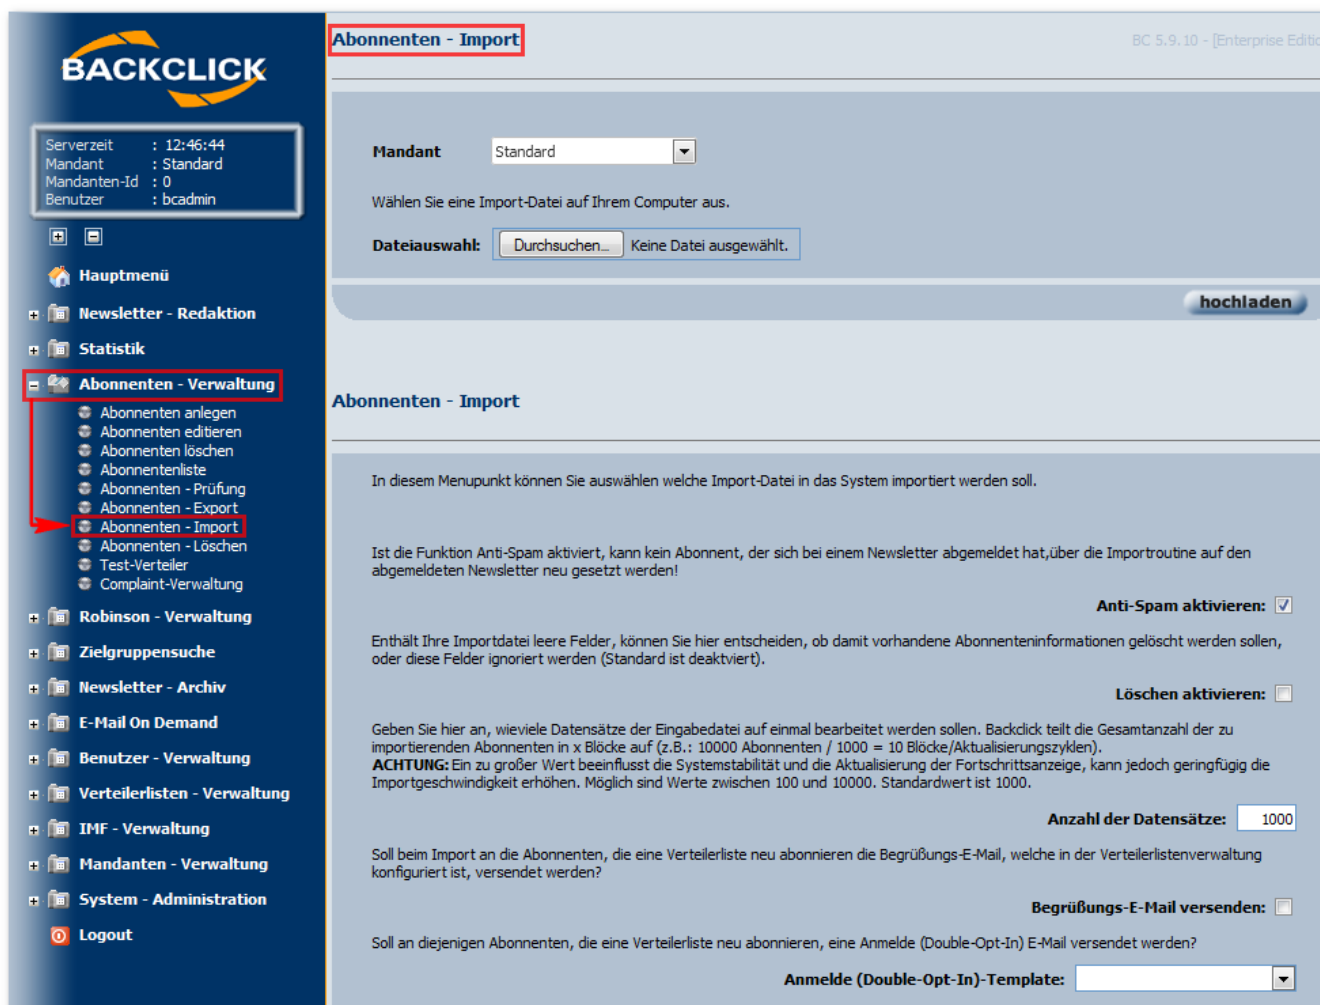 BACKCLICK
Serverzeit : 12:46:44
Mandant : Standard
Mandanten-Id : 0
Benutzer : bcadmin
Hauptmenü
Newsletter - Redaktion
Statistik
Abonnenten - Verwaltung
Abonnenten anlegen
Abonnenten editieren
Abonnenten löschen
Abonnentenliste
Abonnenten - Prüfung
Abonnenten - Export
Abonnenten - Import
Abonnenten - Löschen
Test-Verteiler
Complaint-Verwaltung
Robinson - Verwaltung
Zielgruppensuche
Newsletter - Archiv
E-Mail On Demand
Benutzer - Verwaltung
Verteilerlisten - Verwaltung
IMF - Verwaltung
Mandanten - Verwaltung
System - Administration
Logout
Abonnenten - Import
BC 5.9.10 - [Enterprise Editio
Mandant Standard
Wählen Sie eine Import-Datei auf Ihrem Computer aus.
Dateiauswahl: Durchsuchen... Keine Datei ausgewählt.
hochladen
Abonnenten - Import
In diesem Menupunkt können Sie auswählen welche Import-Datei in das System importiert werden soll.
Ist die Funktion Anti-Spam aktiviert, kann kein Abonnent, der sich bei einem Newsletter abgemeldet hat,über die Importroutine auf den
abgemeldeten Newsletter neu gesetzt werden!
Anti-Spam aktivieren:
Enthält Ihre Importdatei leere Felder, können Sie hier entscheiden, ob damit vorhandene Abonnenteninformationen gelöscht werden sollen,
oder diese Felder ignoriert werden (Standard ist deaktviert).
Löschen aktivieren:
Geben Sie hier an, wieviele Datensätze der Eingabedatei auf einmal bearbeitet werden sollen. Backclick teilt die Gesamtanzahl der zu
importierenden Abonnenten in x Blöcke auf (z.B.: 10000 Abonnenten / 1000 = 10 Blöcke/Aktualisierungszyklen).
ACHTUNG: Ein zu großer Wert beeinflusst die Systemstabilität und die Aktualisierung der Fortschrittsanzeige, kann jedoch geringfügig die
Importgeschwindigkeit erhöhen. Möglich sind Werte zwischen 100 und 10000. Standardwert ist 1000.
Anzahl der Datensätze: 1000
Soll beim Import an die Abonnenten, die eine Verteilerliste neu abonnieren die Begrüßungs-E-Mail, welche in der Verteilerlistenverwaltung
konfiguriert ist, versendet werden?
Begrüßungs-E-Mail versenden:
Soll an diejenigen Abonnenten, die eine Verteilerliste neu abonnieren, eine Anmelde (Double-Opt-In) E-Mail versendet werden?
Anmelde (Double-Opt-In)-Template: